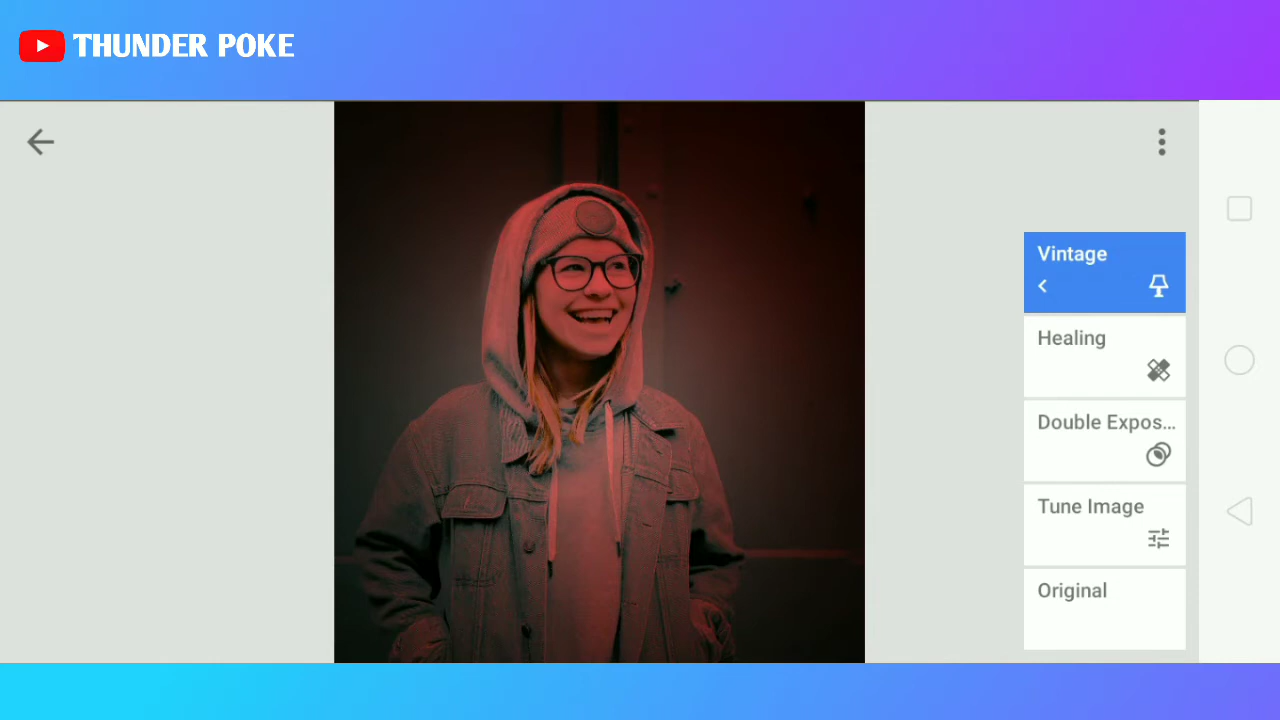 THUNDER POKE
Vintage
Healing
Double Expos...
Tune Image
Original